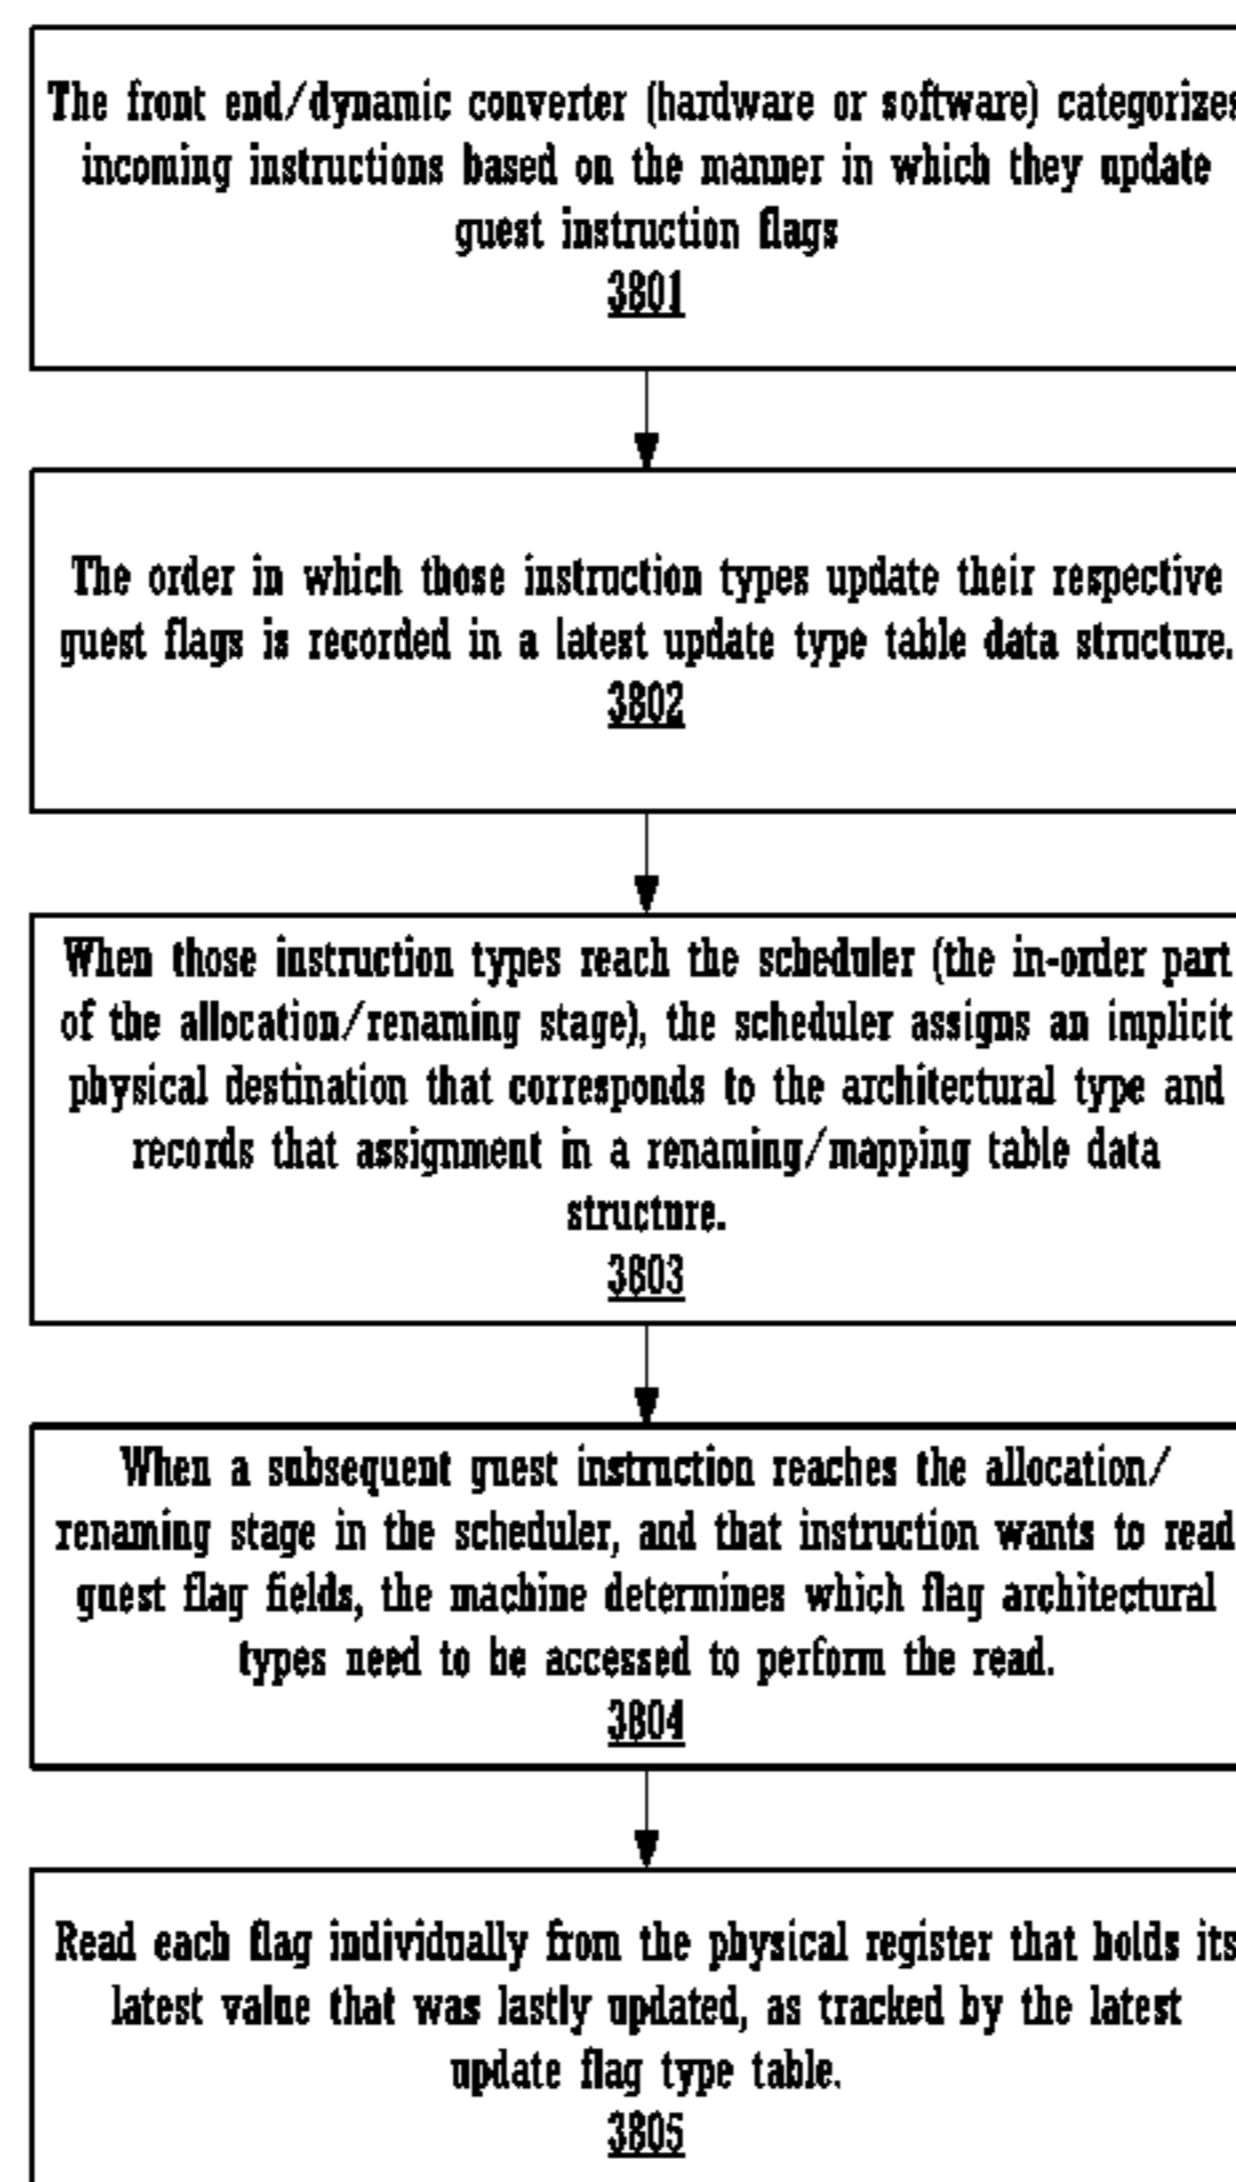 The front end/dynamic converter (hardware or software) categorizes
incoming instructions based on the manner in which they update
guest instruction flags
3801
The order in which those instruction types update their respective
guest flags is recorded in a latest update type table data structure.
3802
When those instruction types reach the scheduler (the in-order part
of the allocation/renaming stage), the scheduler assigns an implicit
physical destination that corresponds to the architectural type and
records that assignment in a renaming/mapping table data
structure.
3803
When a subsequent guest instruction reaches the allocation/
renaming stage in the scheduler, and that instruction wants to read
guest flag fields, the machine determines which flag architectural
types need to be accessed to perform the read.
3804
Read each flag individually from the physical register that holds its
latest value that was lastly updated, as tracked by the latest
update flag type table.
3805